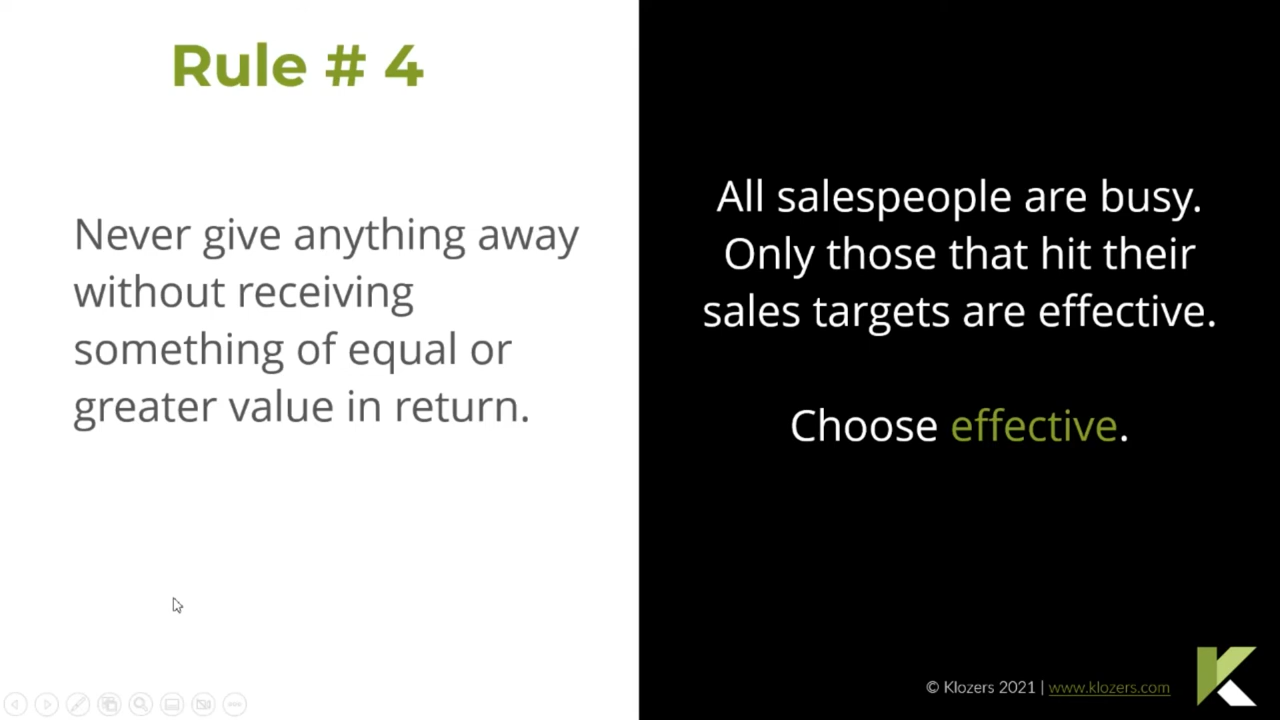 Rule # 4
Never give anything away
without receiving
something of equal or
greater value in return.
All salespeople are busy.
Only those that hit their
sales targets are effective.
Choose effective.
© Klozers 2021 | www.klozers.com